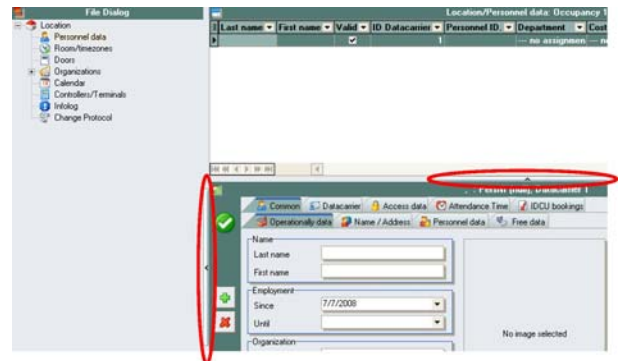 File Dialog
Location
Personnel data
Room/timezones
Doors
Organizations
Calendar
Controllers/Terminals
Infolog
Change Protocol
Location/Personnel data: Occupancy 1
Last name First name Valid ID Datacarrier Personnel ID. Department Cost
1 --- no assignmen --- no
Datacarrier 1
Common Datacarrier Access data Attendance Time IDCU bookings
Operationally data Name / Address Personnel data Free data
Name
Last name
First name
Employment
Since 7/7/2008
Until
No image selected
Organization